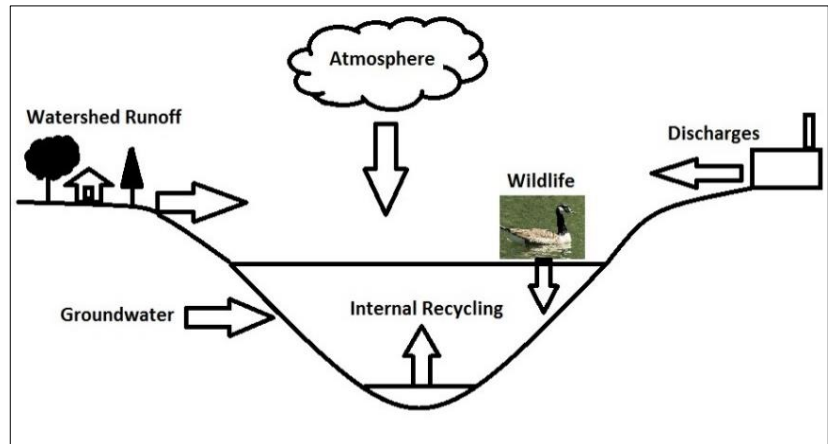 Atmosphere
Watershed Runoff
Discharges
Wildlife
Groundwater
Internal Recycling